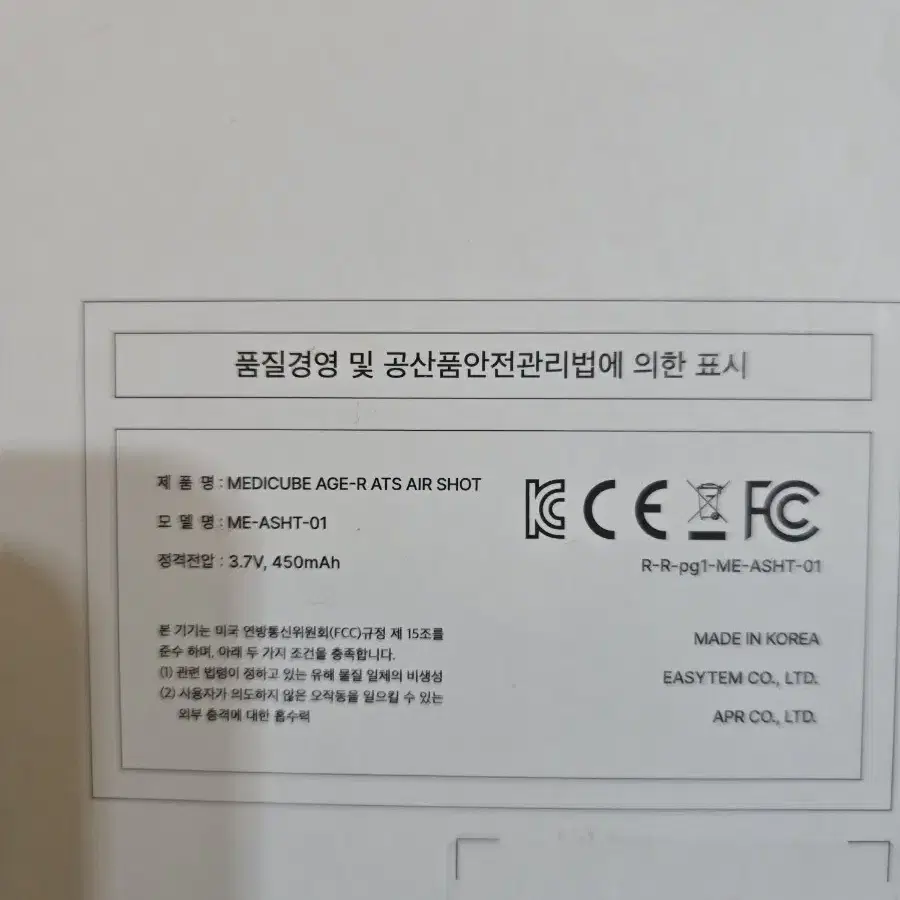 품질경영 및 공산품안전관리법에 의한 표시
제 품 명 : MEDICUBE AGE-R ATS AIR SHOT
모 델 명 : ME-ASHT-01
정격전압 : 3.7V, 450mAh
KC CE FC
R-R-pg1-ME-ASHT-01
본 기기는 미국 연방통신위원회(FCC)규정 제 15조를
준수 하며, 아래 두 가지 조건을 충족합니다.
(1) 관련 법령이 정하고 있는 유해 물질 일체의 비생성
(2) 사용자가 의도하지 않은 오작동을 일으킬 수 있는
외부 충격에 대한 흡수력
MADE IN KOREA
EASYTEM CO., LTD.
APR CO., LTD.